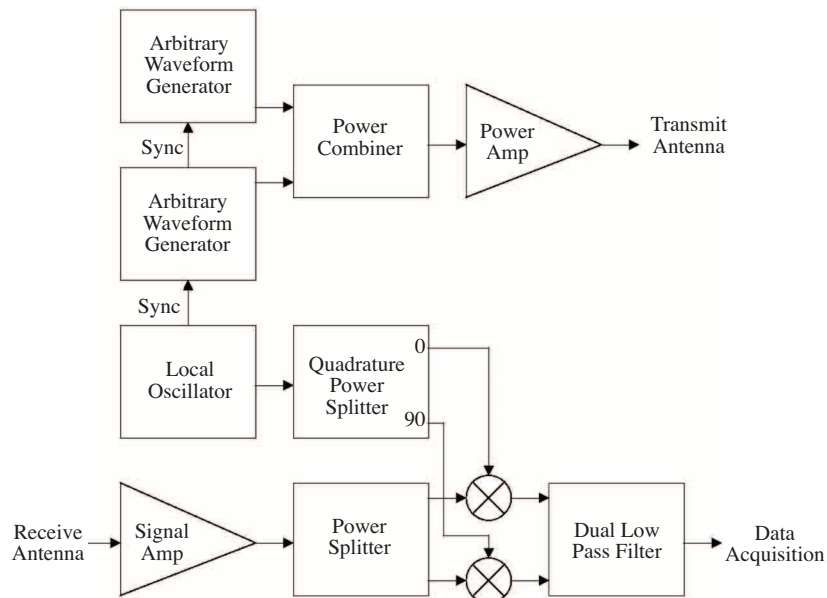 Arbitrary
Waveform
Generator
Sync
Power
Combiner
Power
Amp
Transmit
Antenna
Arbitrary
Waveform
Generator
Sync
Local
Oscillator
Quadrature
Power
Splitter
0
90
Receive
Antenna
Signal
Amp
Power
Splitter
Dual Low
Pass Filter
Data
Acquisition